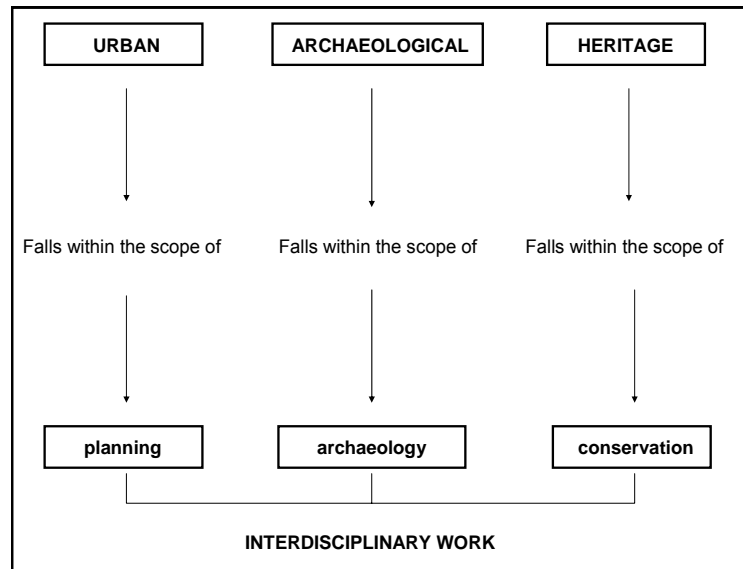 URBAN
ARCHAEOLOGICAL
HERITAGE
Falls within the scope of
Falls within the scope of
Falls within the scope of
planning
archaeology
conservation
INTERDISCIPLINARY WORK